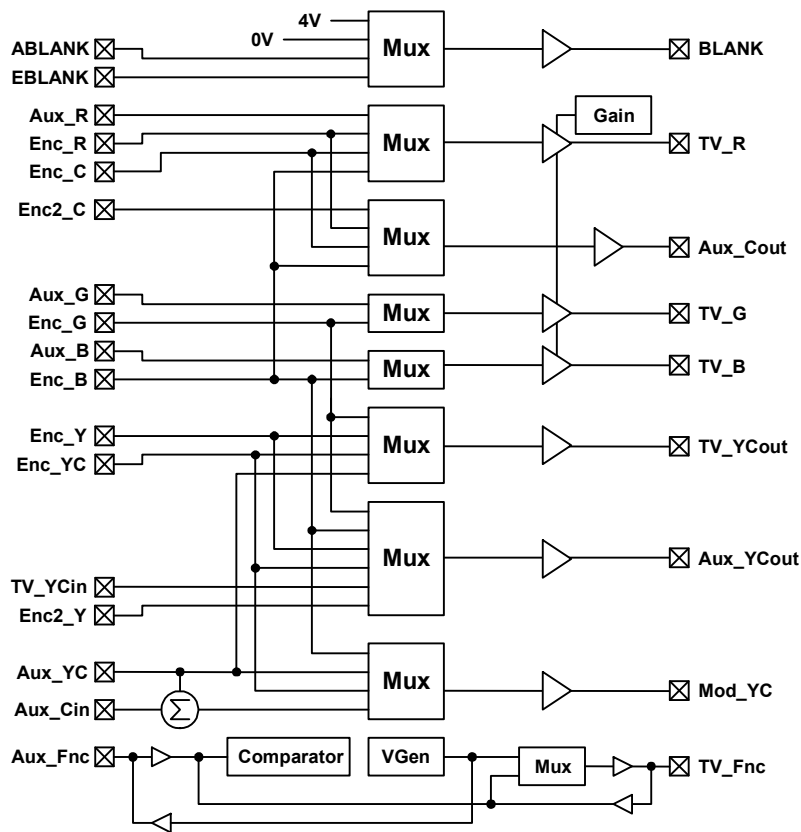 4V
0V
ABLANK
EBLANK
Mux
BLANK
Aux_R
Enc_R
Enc_C
Mux
Gain
TV_R
Enc2_C
Mux
Aux_Cout
Aux_G
Enc_G
Mux
TV_G
Aux_B
Enc_B
Mux
TV_B
Enc_Y
Enc_YC
Mux
TV_YCout
TV_YCin
Enc2_Y
Mux
Aux_YCout
Aux_YC
Aux_Cin
Σ
Mux
Mod_YC
Aux_Fnc
Comparator
VGen
Mux
TV_Fnc